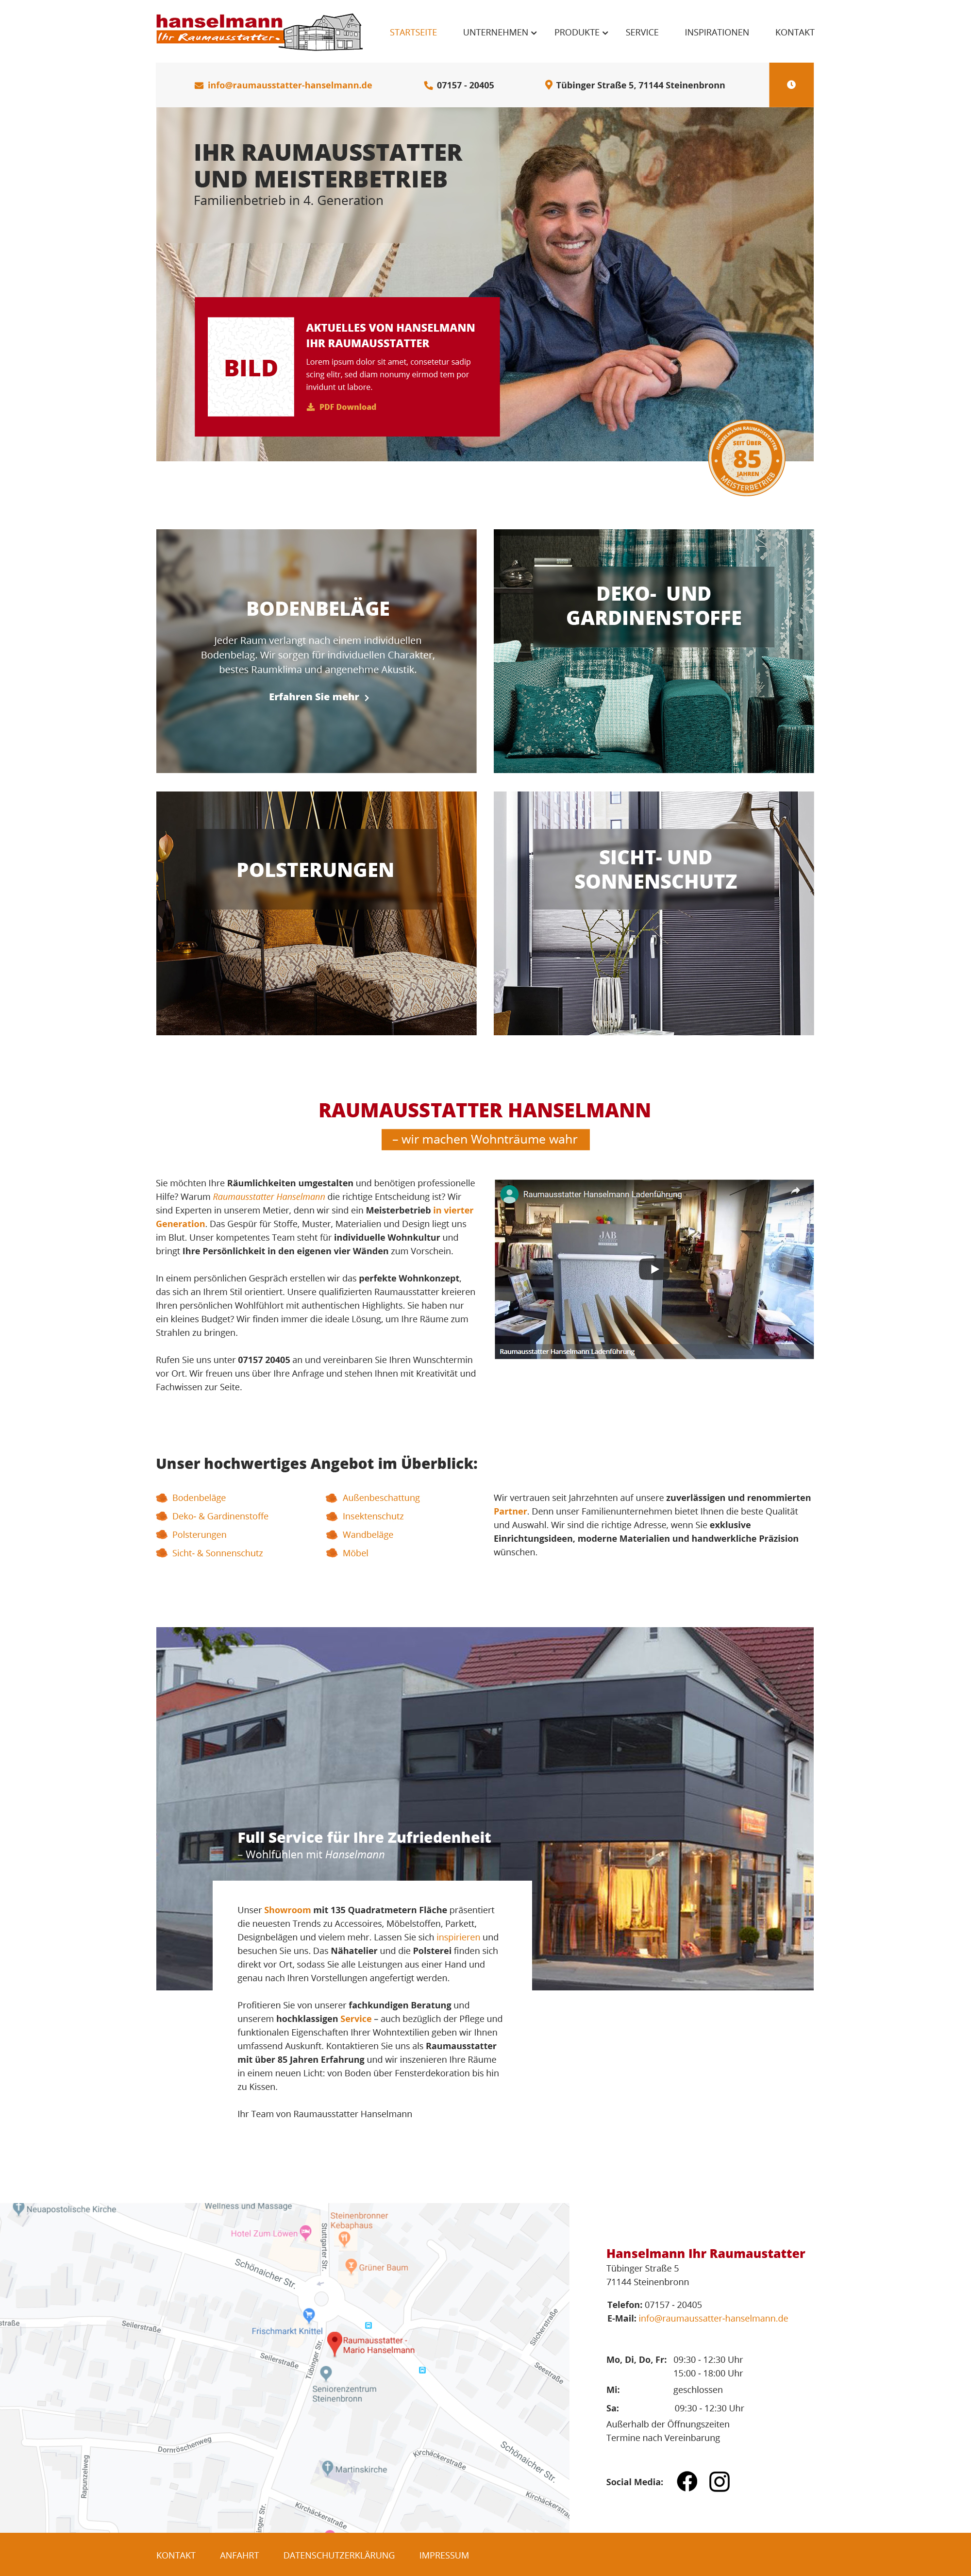 hanselmann
Ihr Raumausstatter
STARTSEITE UNTERNEHMEN PRODUKTE SERVICE INSPIRATIONEN KONTAKT
info@raumausstatter-hanselmann.de 07157 - 20405 Tübinger Straße 5, 71144 Steinenbronn
IHR RAUMAUSSTATTER
UND MEISTERBETRIEB
Familienbetrieb in 4. Generation
BILD
AKTUELLES VON HANSELMANN
IHR RAUMAUSSTATTER
Lorem ipsum dolor sit amet, consetetur sadip
scing elitr, sed diam nonumy eirmod tem por
invidunt ut labore.
PDF Download
HANSELMANN RAUMAUSSTATTER
SEIT ÜBER
85
JAHREN
MEISTERBETRIEB
BODENBELÄGE
Jeder Raum verlangt nach einem individuellen
Bodenbelag. Wir sorgen für individuellen Charakter,
bestes Raumklima und angenehme Akustik.
Erfahren Sie mehr
DEKO- UND
GARDINENSTOFFE
POLSTERUNGEN
SICHT- UND
SONNENSCHUTZ
RAUMAUSSTATTER HANSELMANN
– wir machen Wohnträume wahr
Sie möchten Ihre Räumlichkeiten umgestalten und benötigen professionelle
Hilfe? Warum Raumausstatter Hanselmann die richtige Entscheidung ist? Wir
sind Experten in unserem Metier, denn wir sind ein Meisterbetrieb in vierter
Generation. Das Gespür für Stoffe, Muster, Materialien und Design liegt uns
im Blut. Unser kompetentes Team steht für individuelle Wohnkultur und
bringt Ihre Persönlichkeit in den eigenen vier Wänden zum Vorschein.
In einem persönlichen Gespräch erstellen wir das perfekte Wohnkonzept,
das sich an Ihrem Stil orientiert. Unsere qualifizierten Raumausstatter kreieren
Ihren persönlichen Wohlfühlort mit authentischen Highlights. Sie haben nur
ein kleines Budget? Wir finden immer die ideale Lösung, um Ihre Räume zum
Strahlen zu bringen.
Rufen Sie uns unter 07157 20405 an und vereinbaren Sie Ihren Wunschtermin
vor Ort. Wir freuen uns über Ihre Anfrage und stehen Ihnen mit Kreativität und
Fachwissen zur Seite.
Raumausstatter Hanselmann Ladenführung
JAB
Raumausstatter Hanselmann Ladenführung
Unser hochwertiges Angebot im Überblick:
Bodenbeläge
Deko- & Gardinenstoffe
Polsterungen
Sicht- & Sonnenschutz
Außenbeschattung
Insektenschutz
Wandbeläge
Möbel
Wir vertrauen seit Jahrzehnten auf unsere zuverlässigen und renommierten
Partner. Denn unser Familienunternehmen bietet Ihnen die beste Qualität
und Auswahl. Wir sind die richtige Adresse, wenn Sie exklusive
Einrichtungsideen, moderne Materialien und handwerkliche Präzision
wünschen.
Full Service für Ihre Zufriedenheit
– Wohlfühlen mit Hanselmann
Unser Showroom mit 135 Quadratmetern Fläche präsentiert
die neuesten Trends zu Accessoires, Möbelstoffen, Parkett,
Designbelägen und vielem mehr. Lassen Sie sich inspirieren und
besuchen Sie uns. Das Nähatelier und die Polsterei finden sich
direkt vor Ort, sodass Sie alle Leistungen aus einer Hand und
genau nach Ihren Vorstellungen angefertigt werden.
Profitieren Sie von unserer fachkundigen Beratung und
unserem hochklassigen Service – auch bezüglich der Pflege und
funktionalen Eigenschaften Ihrer Wohntextilien geben wir Ihnen
umfassend Auskunft. Kontaktieren Sie uns als Raumausstatter
mit über 85 Jahren Erfahrung und wir inszenieren Ihre Räume
in einem neuen Licht: von Boden über Fensterdekoration bis hin
zu Kissen.
Ihr Team von Raumausstatter Hanselmann
Neuapostolische Kirche
Wellness und Massage
Steinenbronner
Kebaphaus
Hotel Zum Löwen
Stuttgarter Str.
Grüner Baum
Schönaicher Str.
Frischmarkt Knittel
Seilerstraße
straße
Raumausstatter -
Mario Hanselmann
Seilerstraße
Tübinger Str.
Silcherstraße
Seestraße
Seniorenzentrum
Steinenbronn
Dornröschenweg
Rapunzelweg
Martinskirche
Kirchäckerstraße
Schönaicher Str.
Kirchäckerstraße
Kirchäckerstra
inger Str.
Hanselmann Ihr Raumaustatter
Tübinger Straße 5
71144 Steinenbronn
Telefon: 07157 - 20405
E-Mail: info@raumaussatter-hanselmann.de
Mo, Di, Do, Fr: 09:30 - 12:30 Uhr
15:00 - 18:00 Uhr
Mi: geschlossen
Sa: 09:30 - 12:30 Uhr
Außerhalb der Öffnungszeiten
Termine nach Vereinbarung
Social Media:
KONTAKT ANFAHRT DATENSCHUTZERKLÄRUNG IMPRESSUM